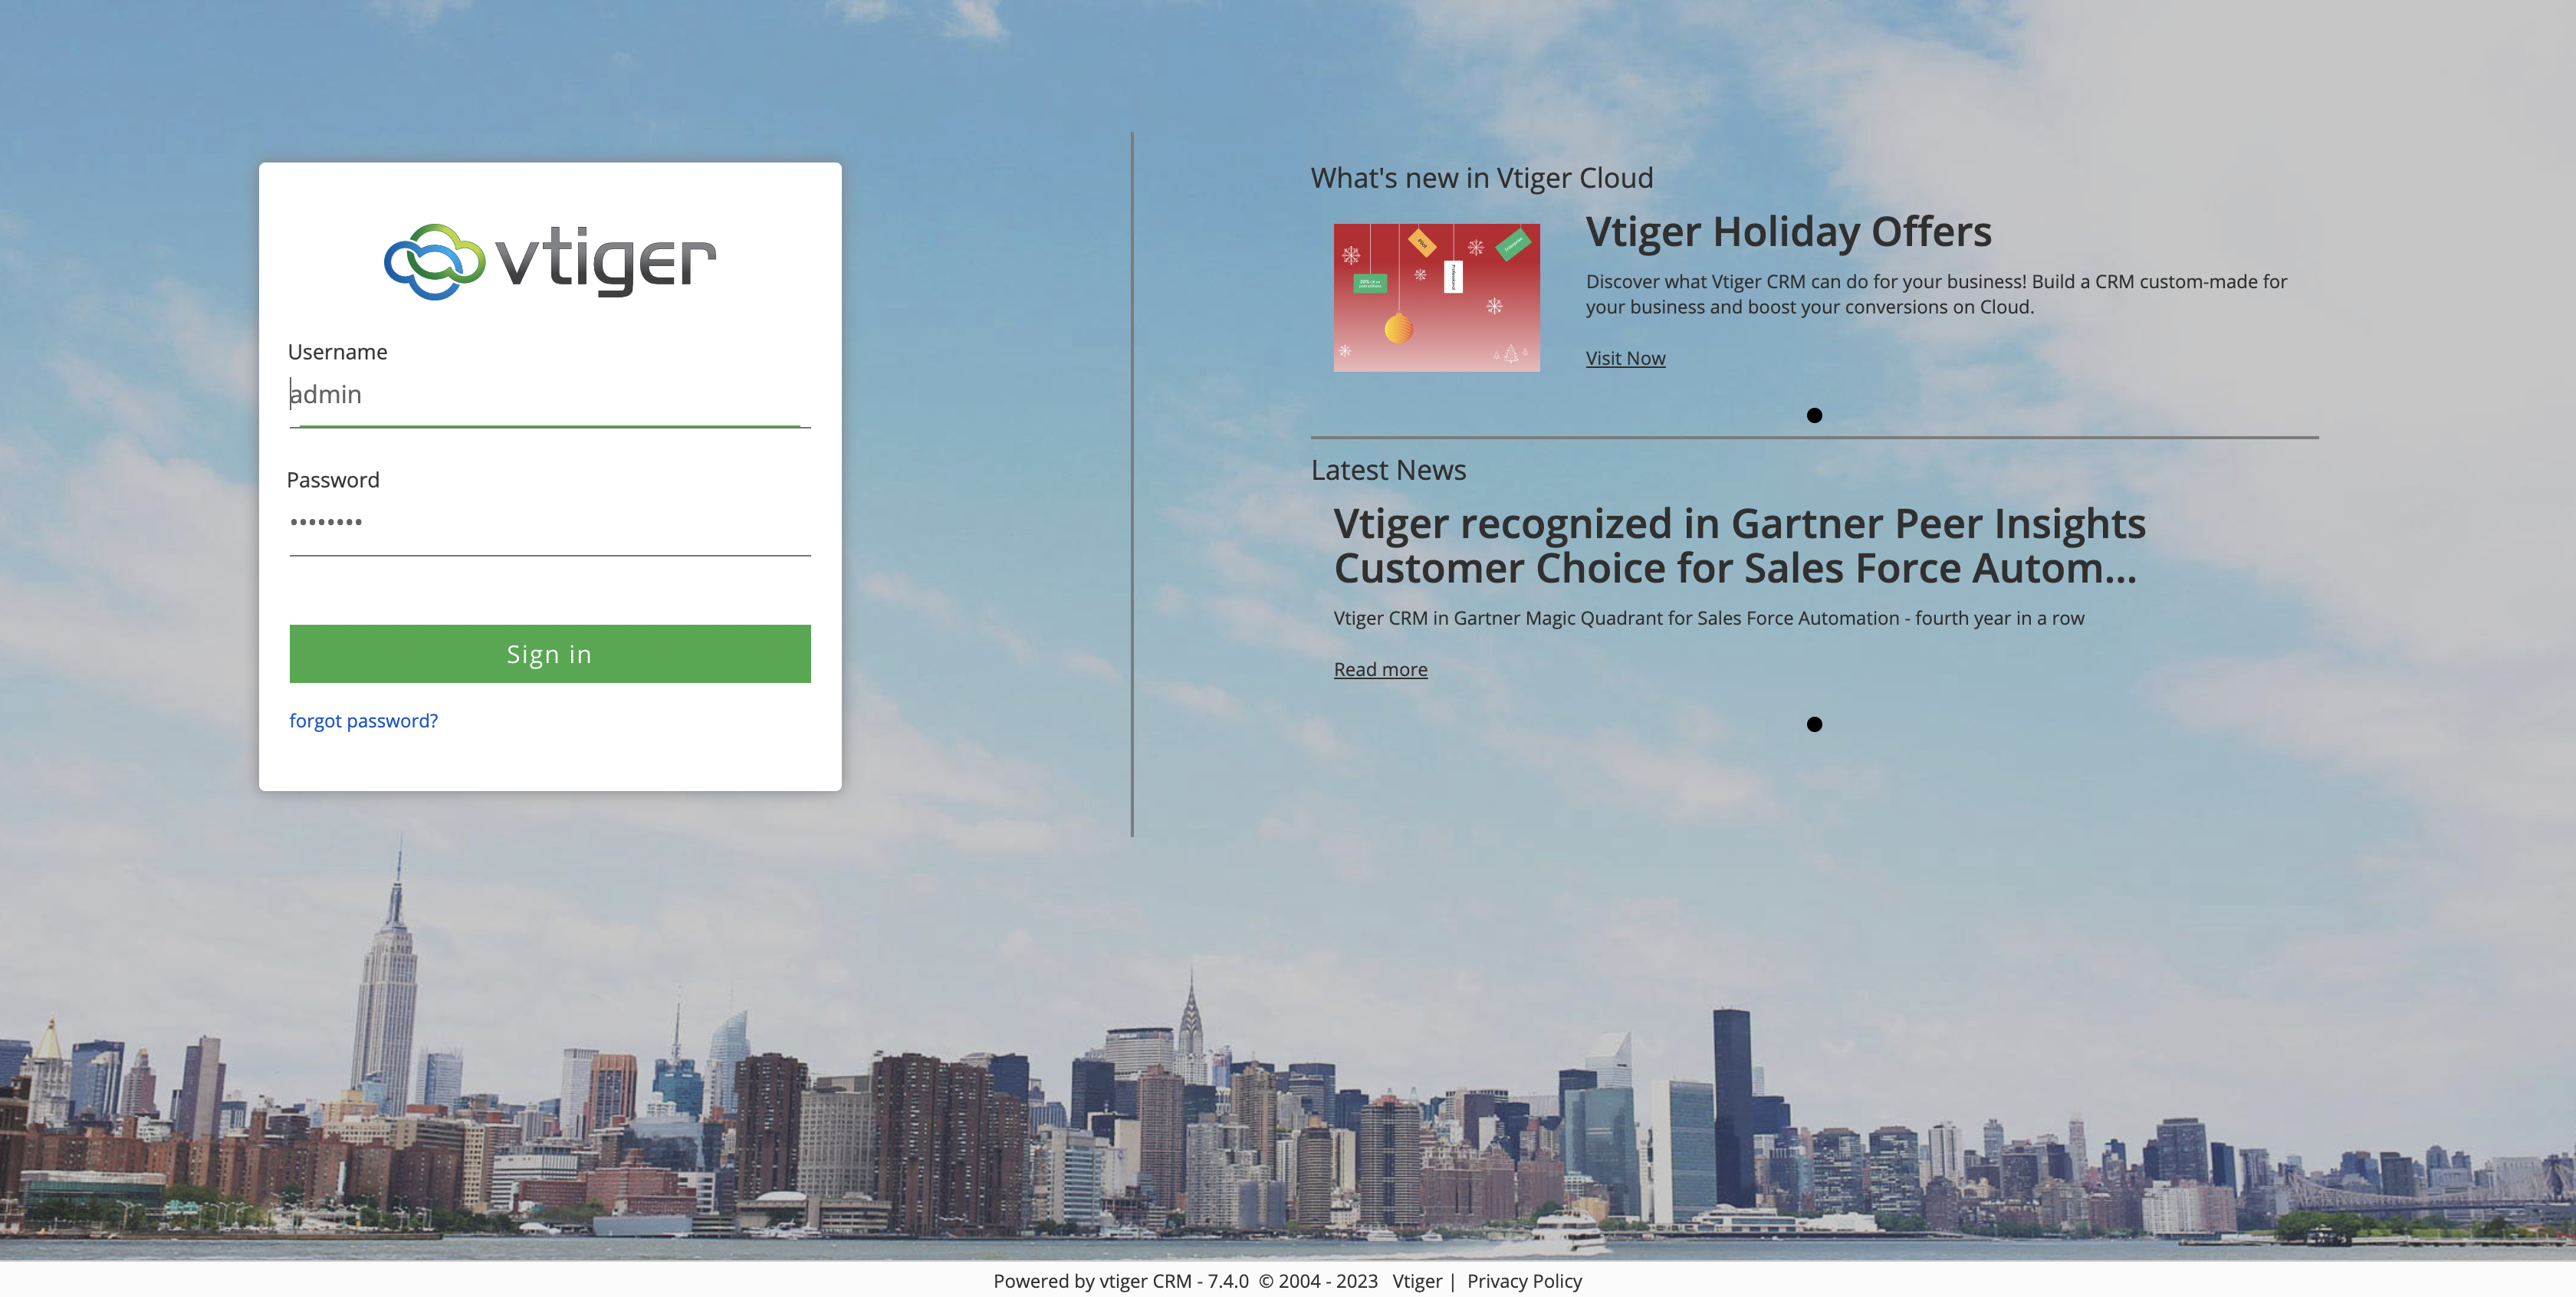 vtiger
Username
admin
Password
••••••••
Sign in
forgot password?
What's new in Vtiger Cloud
Vtiger Holiday Offers
Discover what Vtiger CRM can do for your business! Build a CRM custom-made for
your business and boost your conversions on Cloud.
Visit Now
Latest News
Vtiger recognized in Gartner Peer Insights
Customer Choice for Sales Force Autom...
Vtiger CRM in Gartner Magic Quadrant for Sales Force Automation - fourth year in a row
Read more
Powered by vtiger CRM - 7.4.0 © 2004 - 2023 Vtiger | Privacy Policy